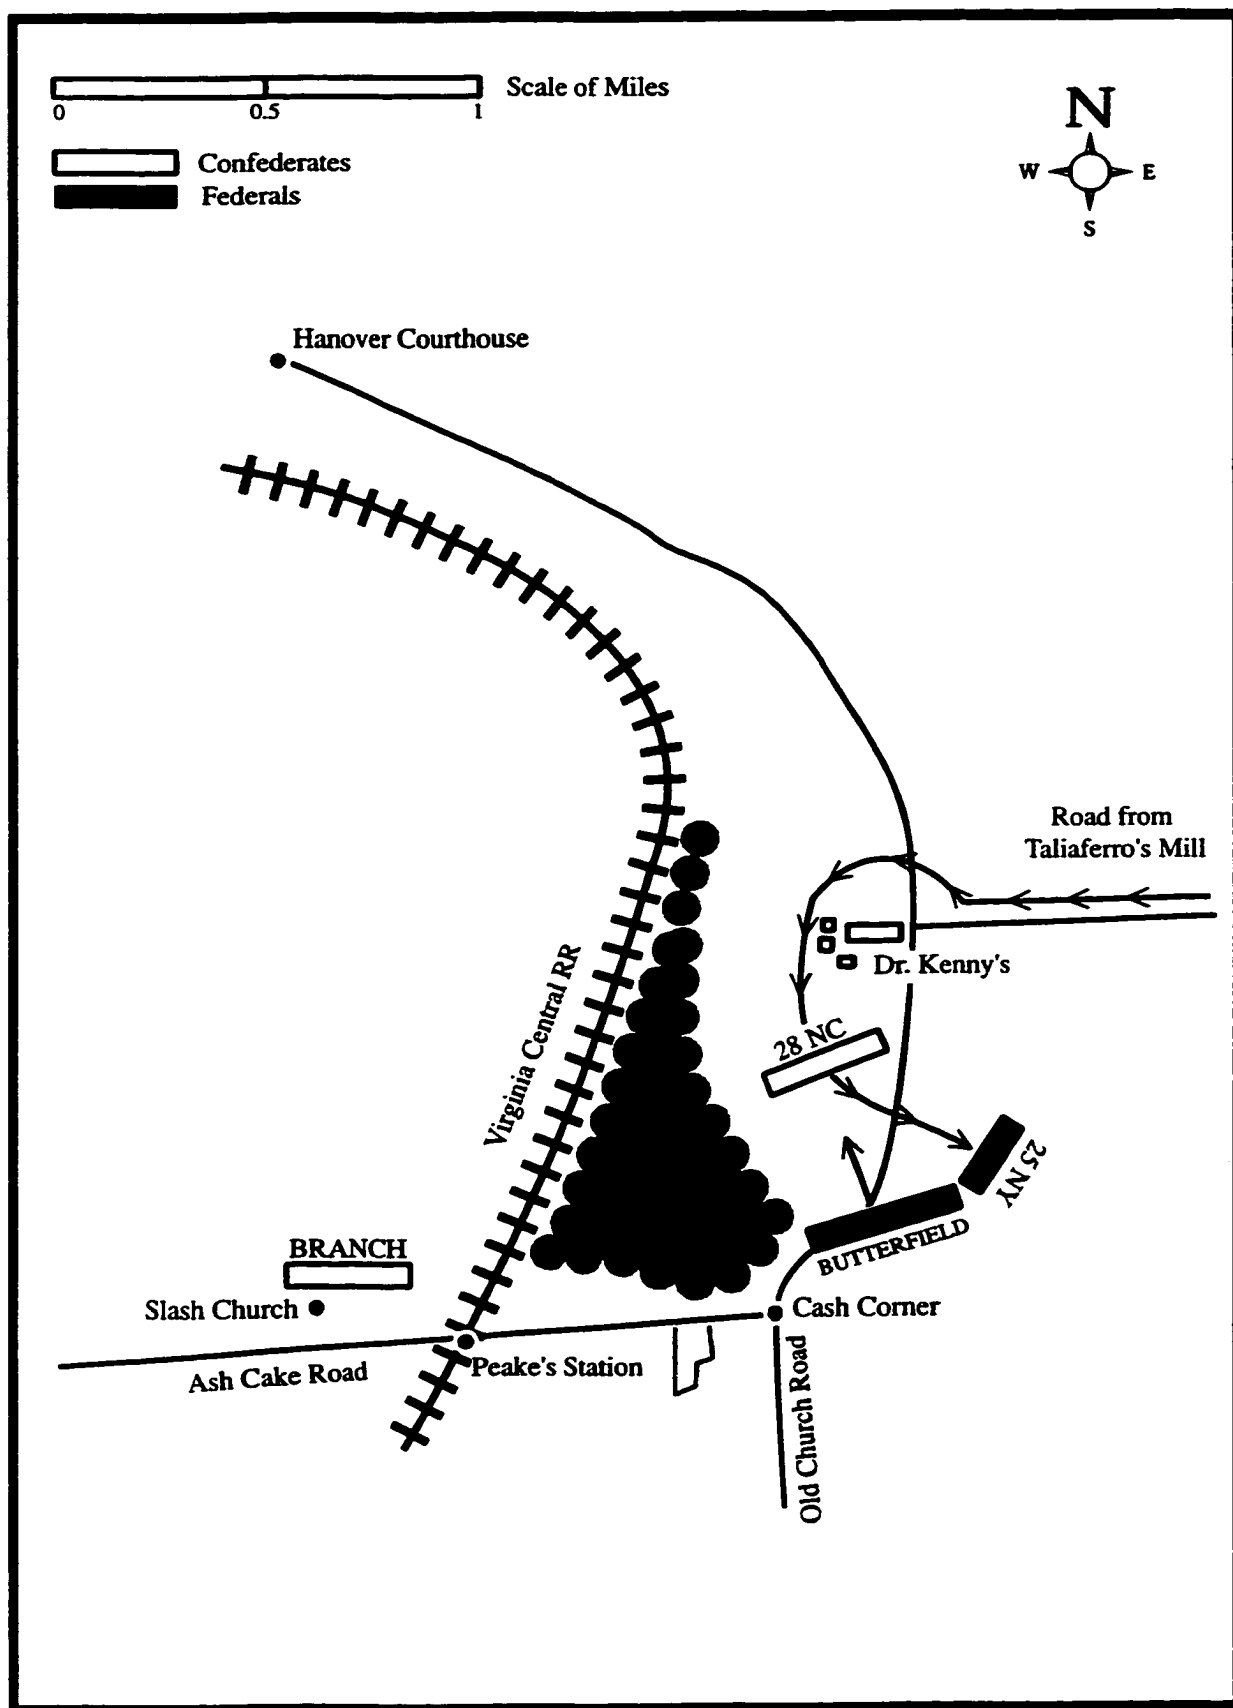 Scale of Miles
0 0.5 1
N
W E
S
Confederates
Federals
Hanover Courthouse
Road from
Taliaferro's Mill
Dr. Kenny's
Virginia Central RR
28 NC
25 NY
BUTTERFIELD
BRANCH
Slash Church
Cash Corner
Peake's Station
Ash Cake Road
Old Church Road